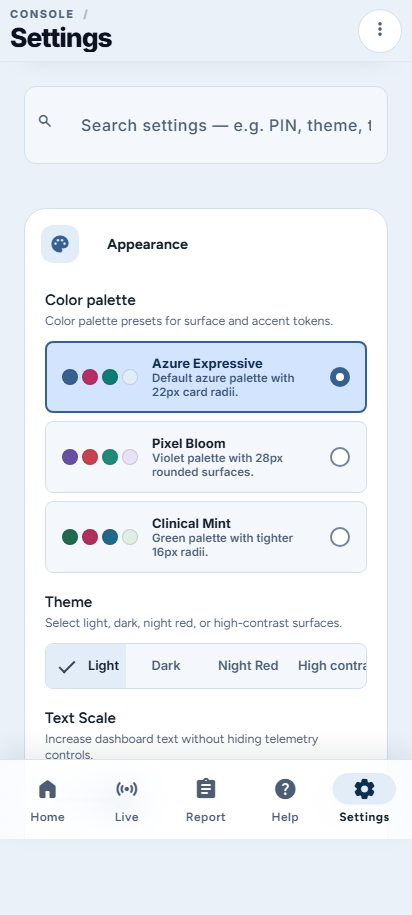 CONSOLE /
Settings
Search settings — e.g. PIN, theme, t
Appearance
Color palette
Color palette presets for surface and accent tokens.
Azure Expressive
Default azure palette with
22px card radii.
Pixel Bloom
Violet palette with 28px
rounded surfaces.
Clinical Mint
Green palette with tighter
16px radii.
Theme
Select light, dark, night red, or high-contrast surfaces.
Light Dark Night Red High contra
Text Scale
Increase dashboard text without hiding telemetry
controls.
Home Live Report Help Settings